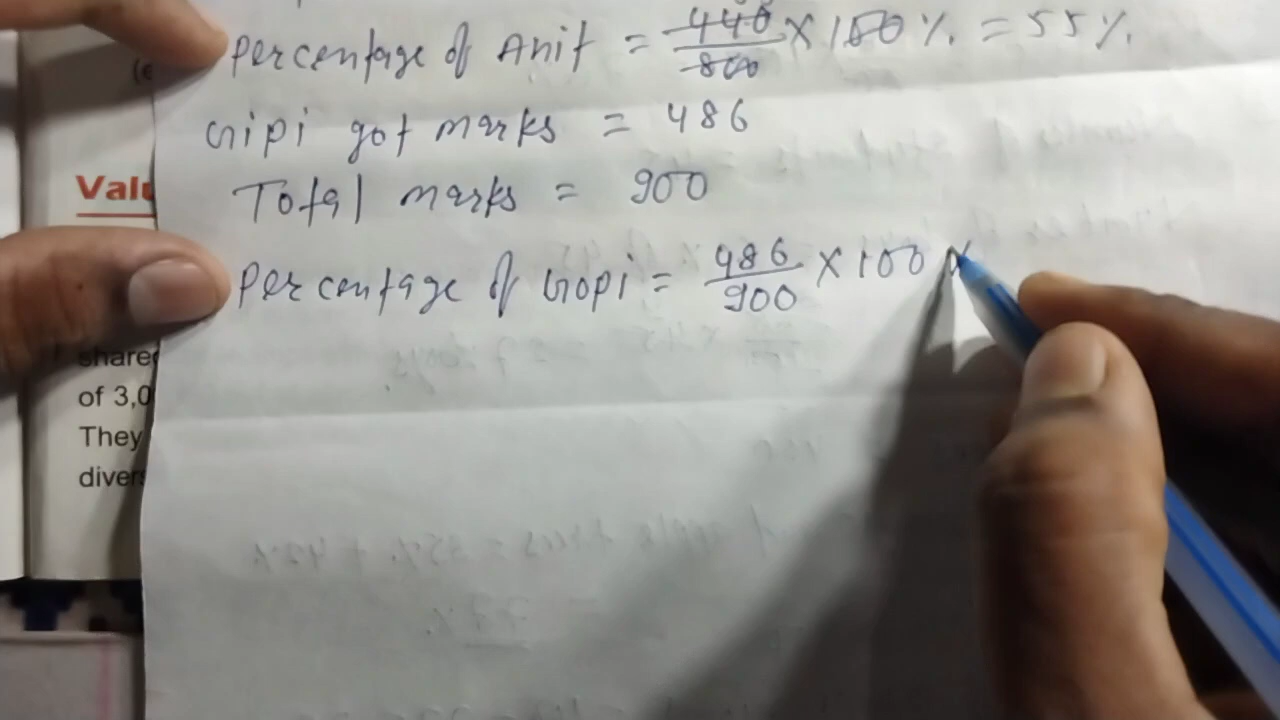 percentage of Anit = 440/800 × 100 % = 55 %
Gipi got marks = 486
Total marks = 900
percentage of Gopi = 486/900 × 100 %
Valu
share
of 3,0
They
divers